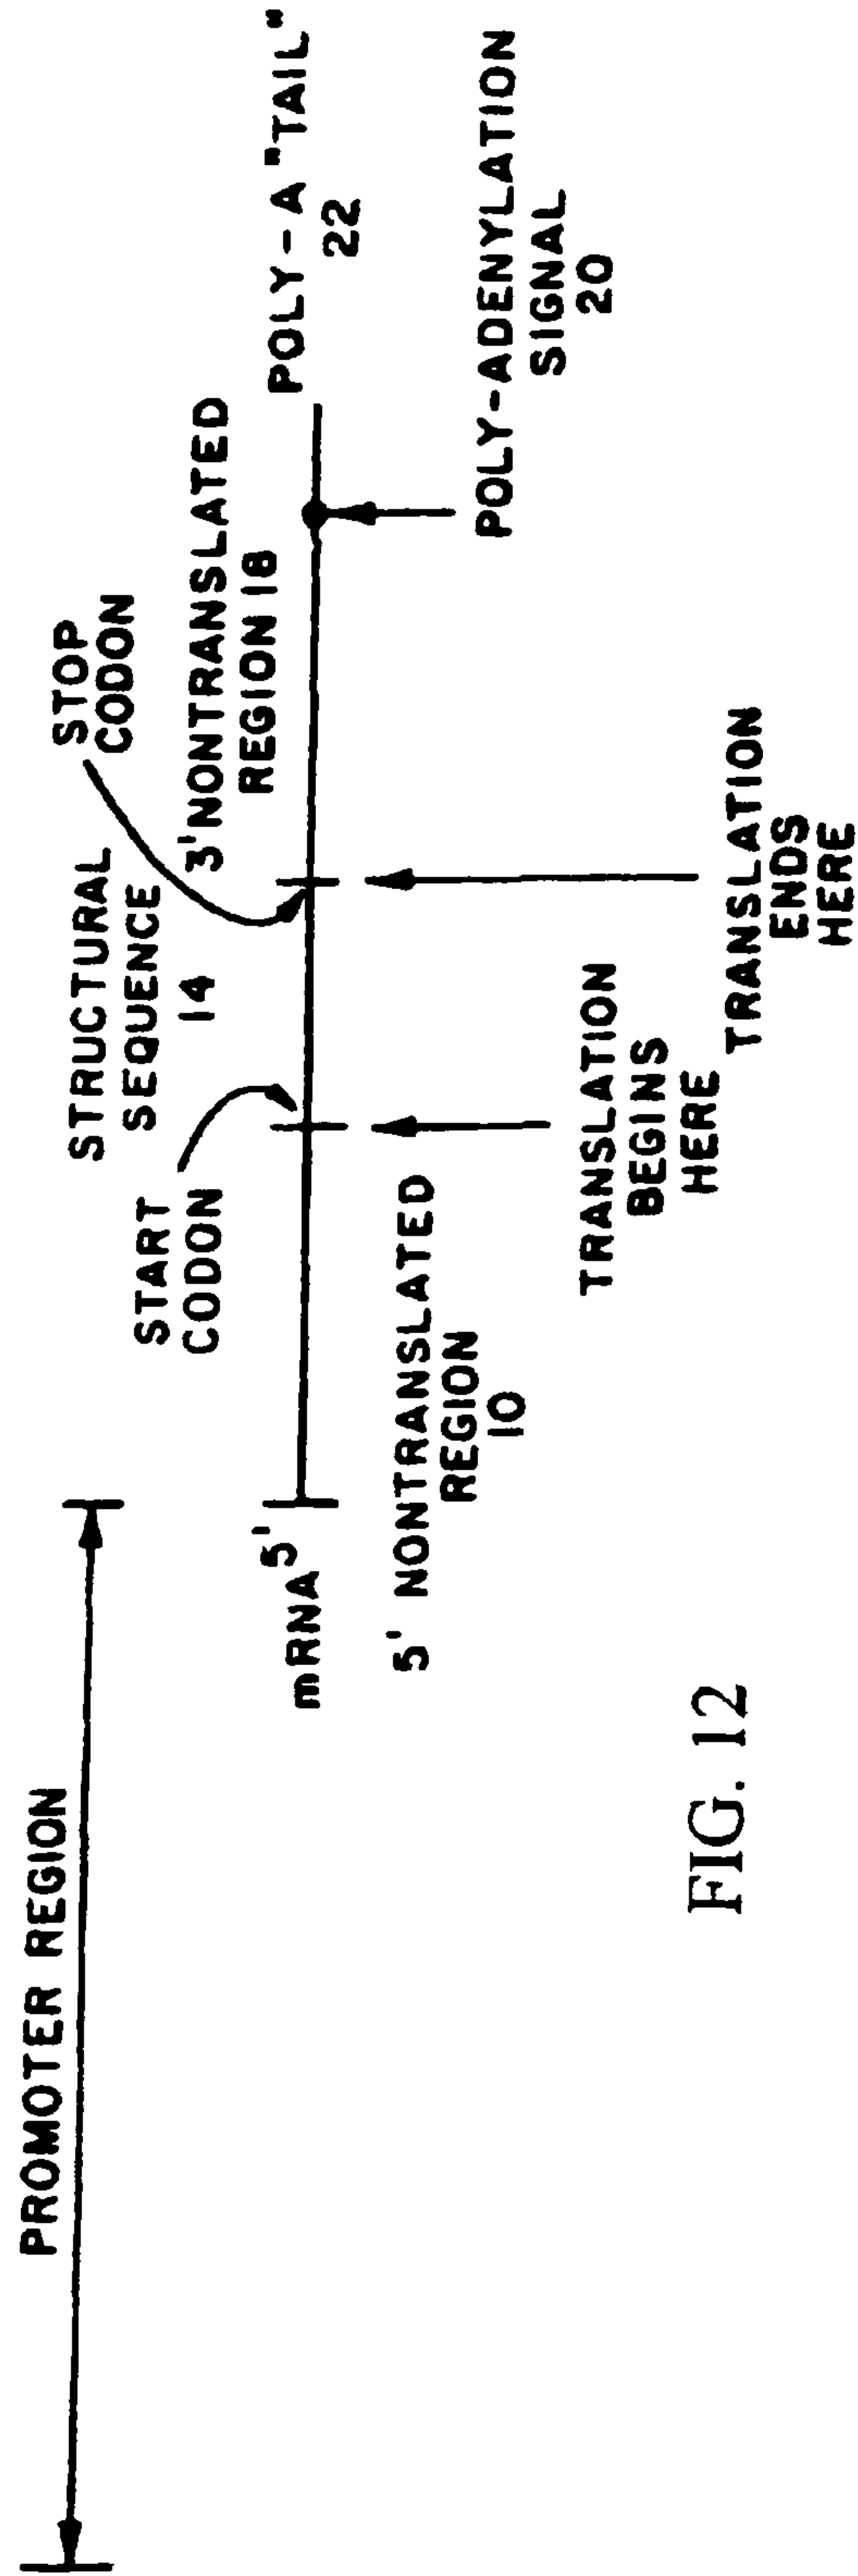 PROMOTER REGION
mRNA 5'
5' NONTRANSLATED
REGION
10
START
CODON
STRUCTURAL
SEQUENCE
14
STOP
CODON
3' NONTRANSLATED
REGION 18
POLY-A "TAIL"
22
POLY-ADENYLATION
SIGNAL
20
TRANSLATION
BEGINS
HERE
TRANSLATION
ENDS
HERE
FIG. 12